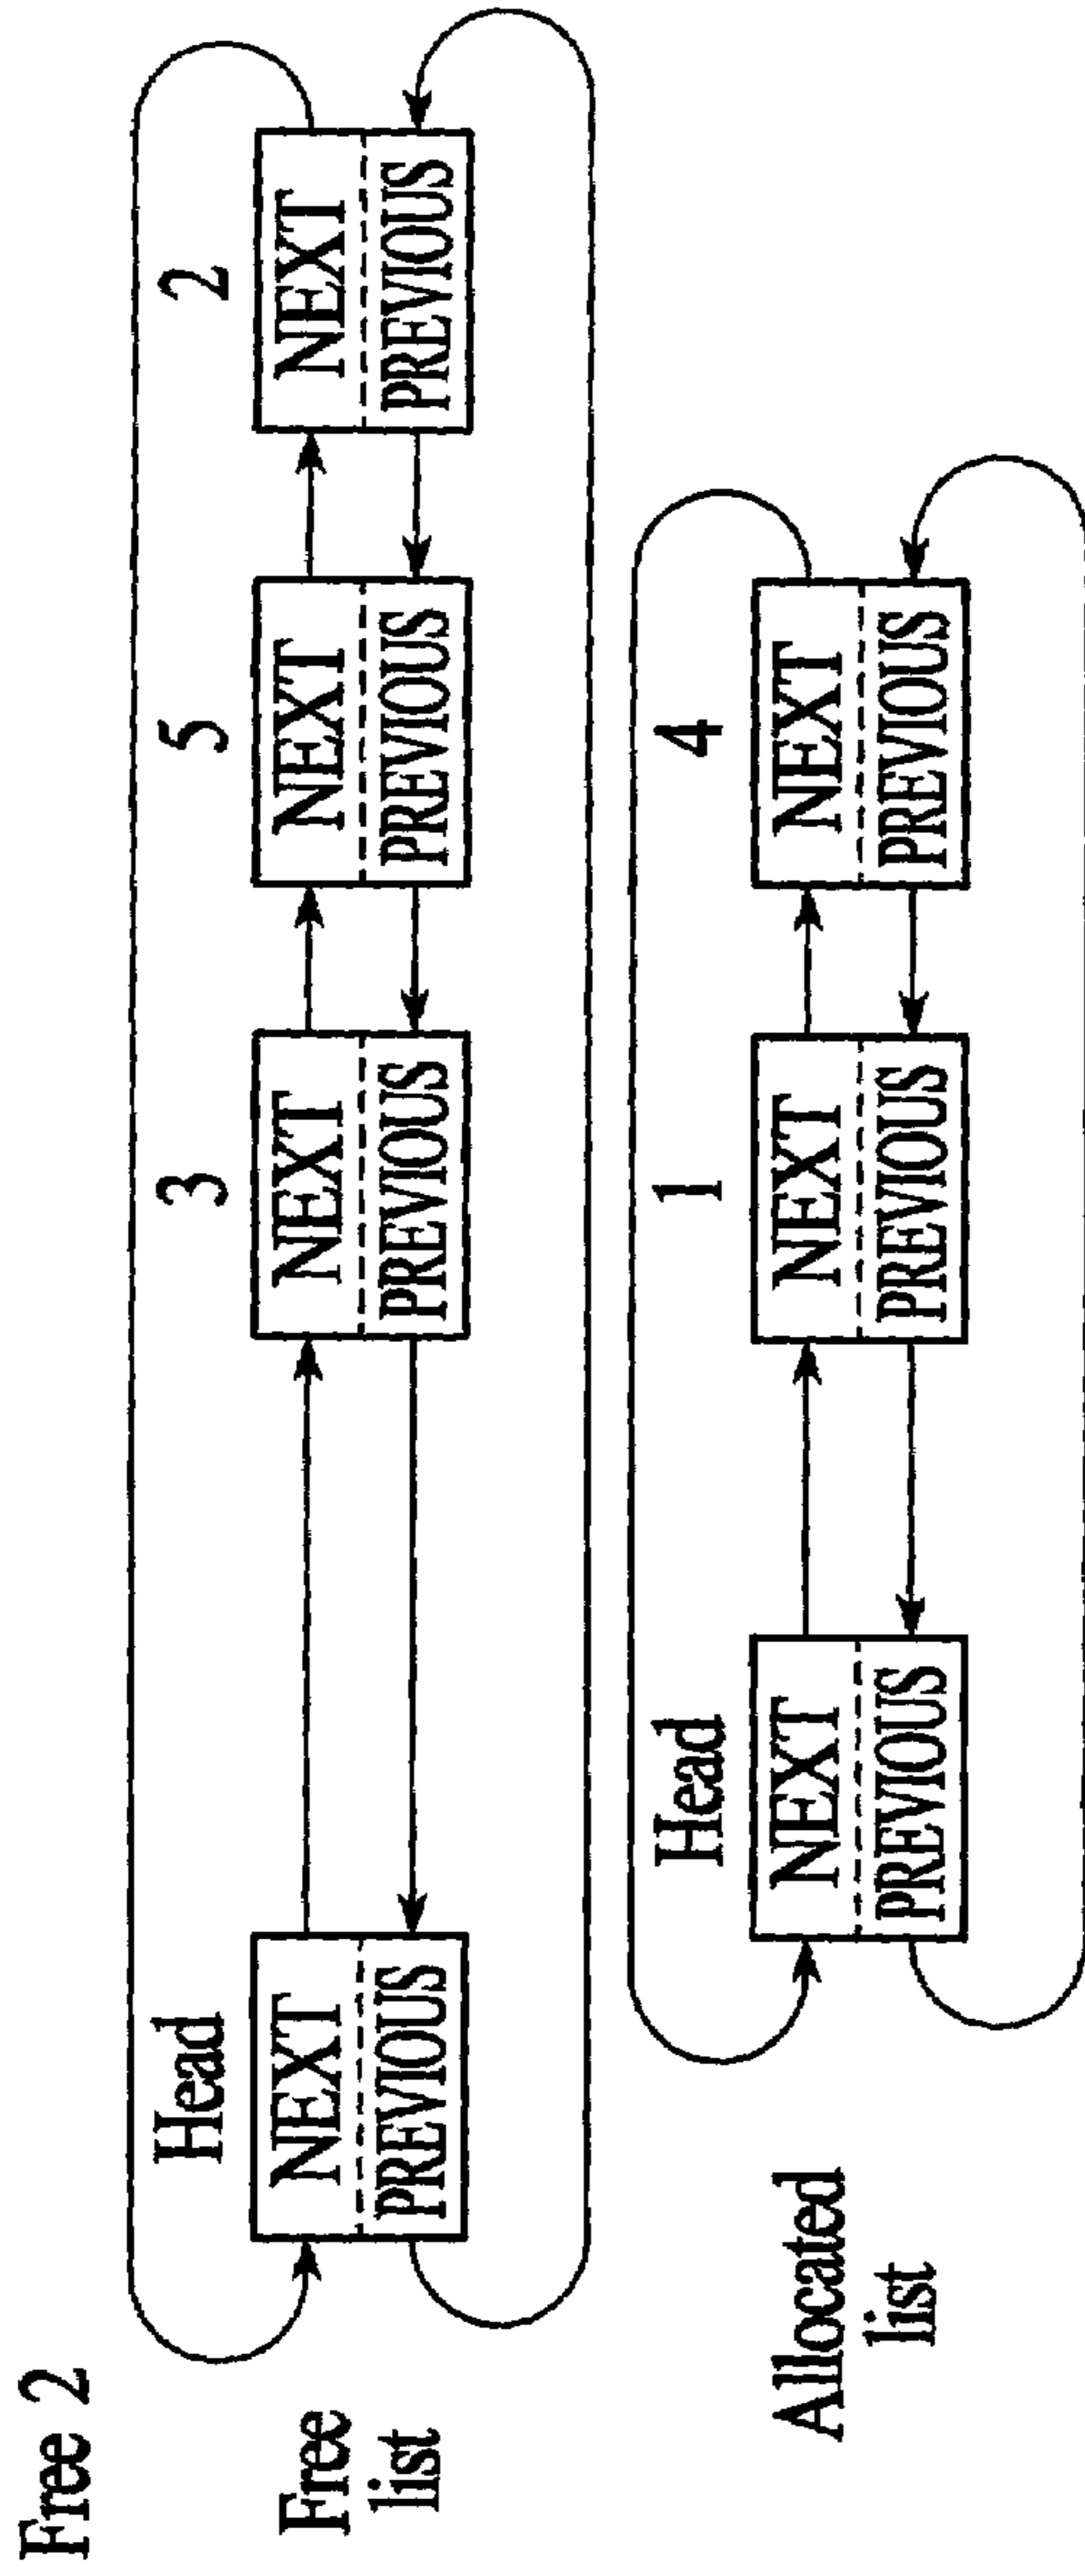 Free 2
Head 3 5 2
Free list
NEXT NEXT NEXT NEXT
PREVIOUS PREVIOUS PREVIOUS PREVIOUS
Head 1 4
Allocated list
NEXT NEXT NEXT
PREVIOUS PREVIOUS PREVIOUS